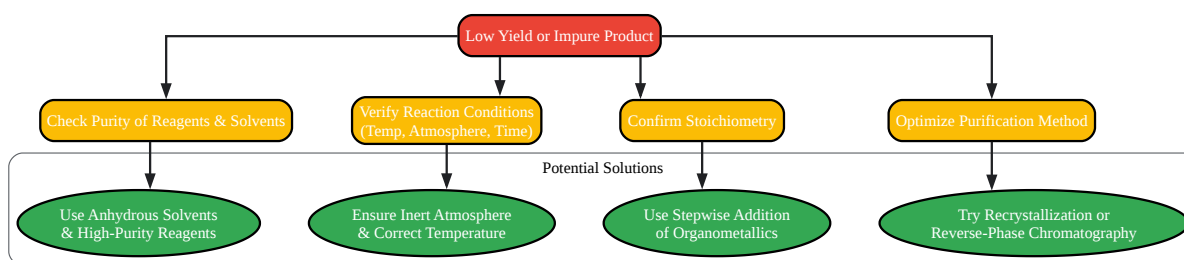 Low Yield or Impure Product
Check Purity of Reagents & Solvents
Verify Reaction Conditions
(Temp, Atmosphere, Time)
Confirm Stoichiometry
Optimize Purification Method
Potential Solutions
Use Anhydrous Solvents
& High-Purity Reagents
Ensure Inert Atmosphere
& Correct Temperature
Use Stepwise Addition
of Organometallics
Try Recrystallization or
Reverse-Phase Chromatography